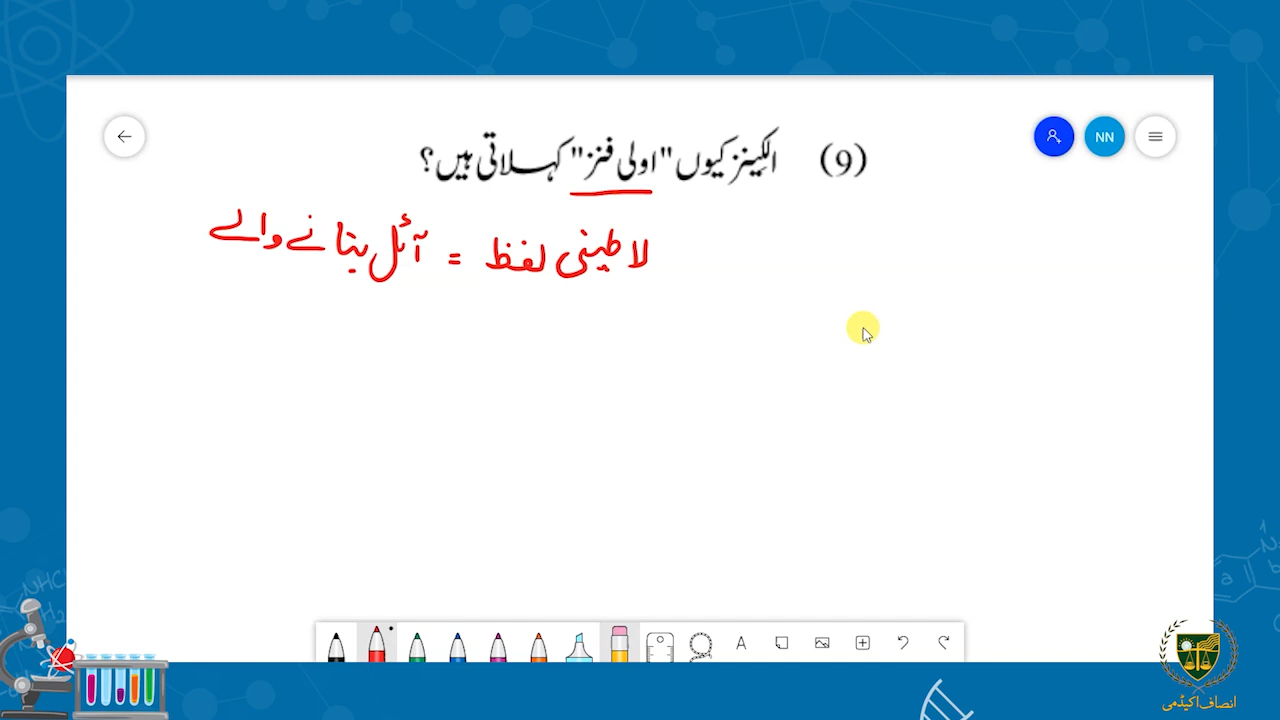 (9) الکینز کیوں "اولی فنز" کہلاتی ہیں؟
لاطینی لفظ = آئل بنانے والے
NN
A
انصاف اکیڈمی